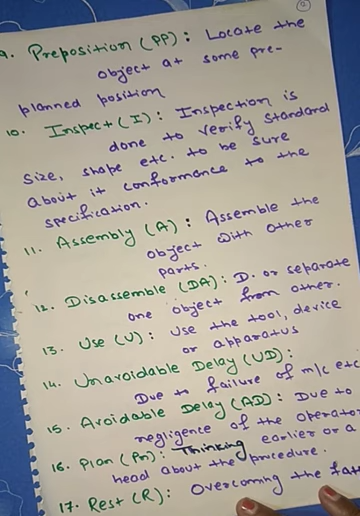 ②
9. Preposition (PP): Locate the
object at some pre-
planned position
10. Inspect (I): Inspection is
done to verify standard
size, shape etc. to be sure
about it conformance to the
specification.
11. Assembly (A): Assemble the
object with other
parts.
12. Disassemble (DA): D. or separate
one object from other.
13. Use (U): Use the tool, device
or apparatus
14. Unavoidable Delay (UD):
Due to failure of m/c etc
15. Avoidable Delay (AD): Due to
negligence of the operator
16. Plan (Pn): Thinking earlier or a
head about the procedure.
17. Rest (R): Overcoming the